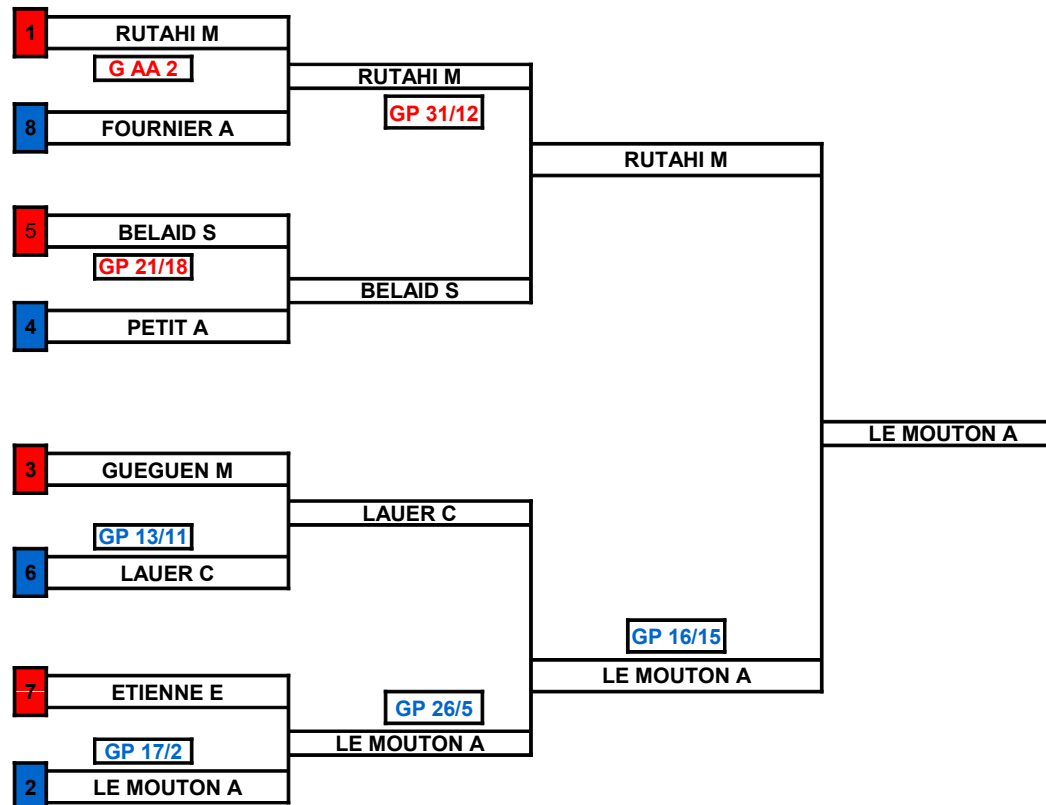 1 RUTAHI M
G AA 2
RUTAHI M
GP 31/12
8 FOURNIER A
RUTAHI M
5 BELAID S
GP 21/18
BELAID S
4 PETIT A
LE MOUTON A
3 GUEGUEN M
LAUER C
GP 13/11
6 LAUER C
GP 16/15
LE MOUTON A
7 ETIENNE E
GP 26/5
LE MOUTON A
GP 17/2
2 LE MOUTON A